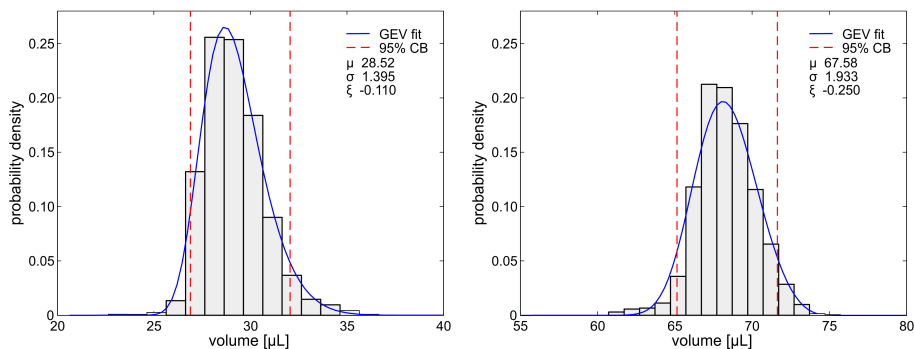 0.25
0.20
0.15
0.10
0.05
0
probability density
20 25 30 35 40
volume [µL]
GEV fit
95% CB
μ 28.52
σ 1.395
ξ -0.110
0.25
0.20
0.15
0.10
0.05
0
probability density
55 60 65 70 75 80
volume [µL]
GEV fit
95% CB
μ 67.58
σ 1.933
ξ -0.250